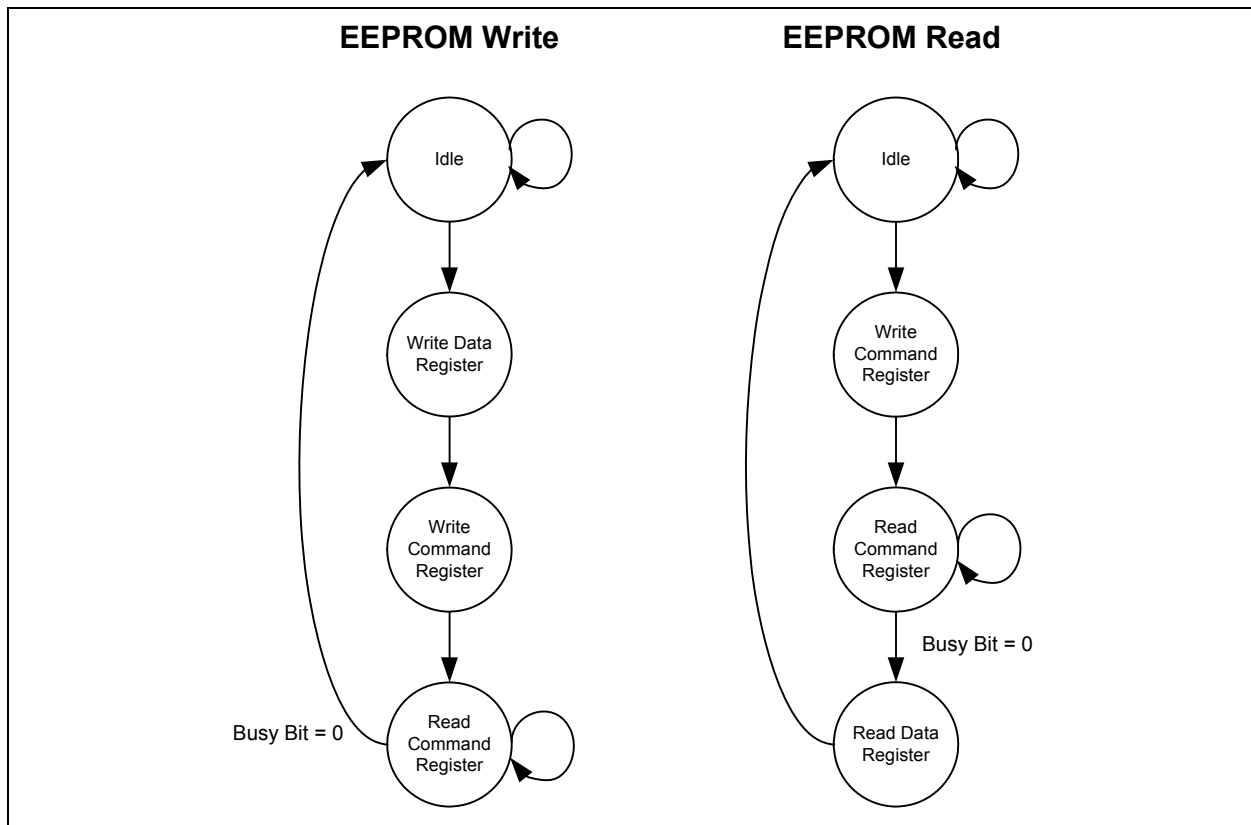 EEPROM Write
Idle
Write Data
Register
Write
Command
Register
Read
Command
Register
Busy Bit = 0
EEPROM Read
Idle
Write
Command
Register
Read
Command
Register
Busy Bit = 0
Read Data
Register